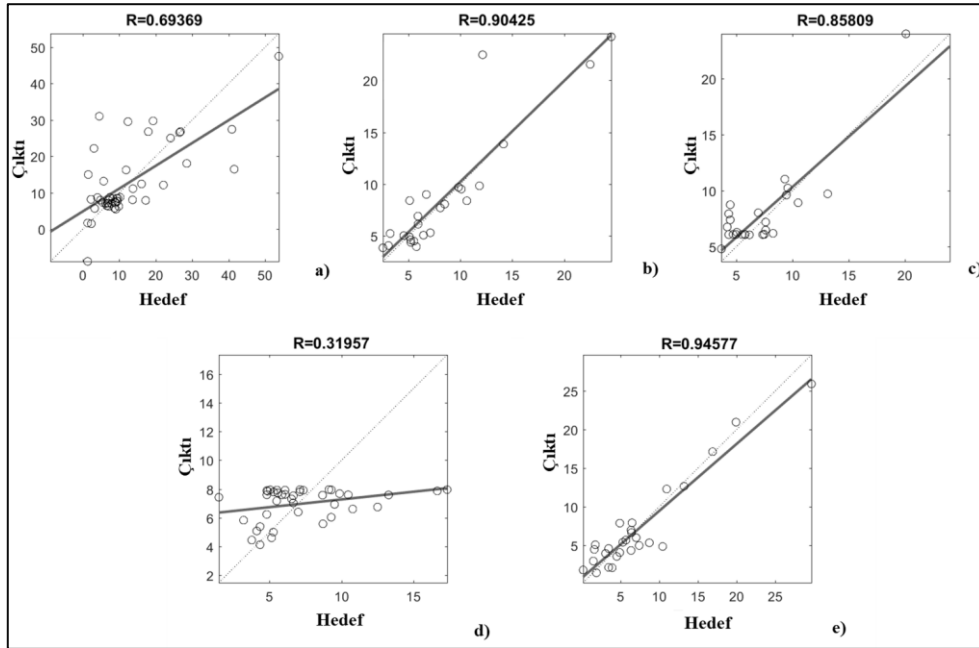 R=0.69369
50
40
30
20
10
0
Çıktı
0 10 20 30 40 50
Hedef
a)
R=0.90425
20
15
10
5
Çıktı
5 10 15 20
Hedef
b)
R=0.85809
20
15
10
5
Çıktı
5 10 15 20
Hedef
c)
R=0.31957
16
14
12
10
8
6
4
2
Çıktı
5 10 15
Hedef
d)
R=0.94577
25
20
15
10
5
Çıktı
5 10 15 20 25
Hedef
e)